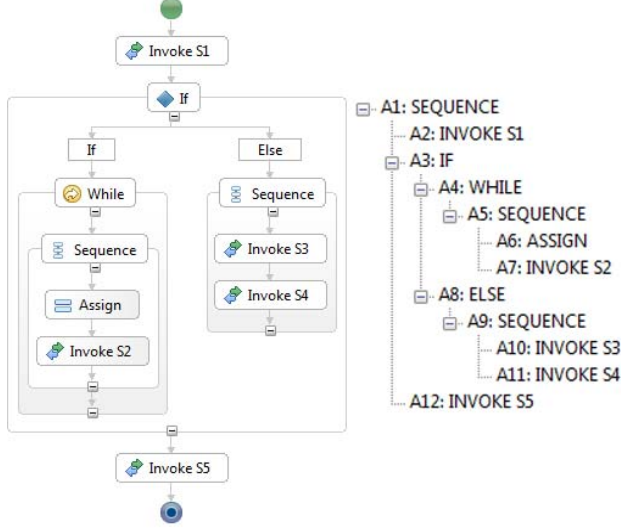 Invoke S1
If
If
Else
While
Sequence
Sequence
Invoke S3
Assign
Invoke S4
Invoke S2
Invoke S5
A1: SEQUENCE
A2: INVOKE S1
A3: IF
A4: WHILE
A5: SEQUENCE
A6: ASSIGN
A7: INVOKE S2
A8: ELSE
A9: SEQUENCE
A10: INVOKE S3
A11: INVOKE S4
A12: INVOKE S5